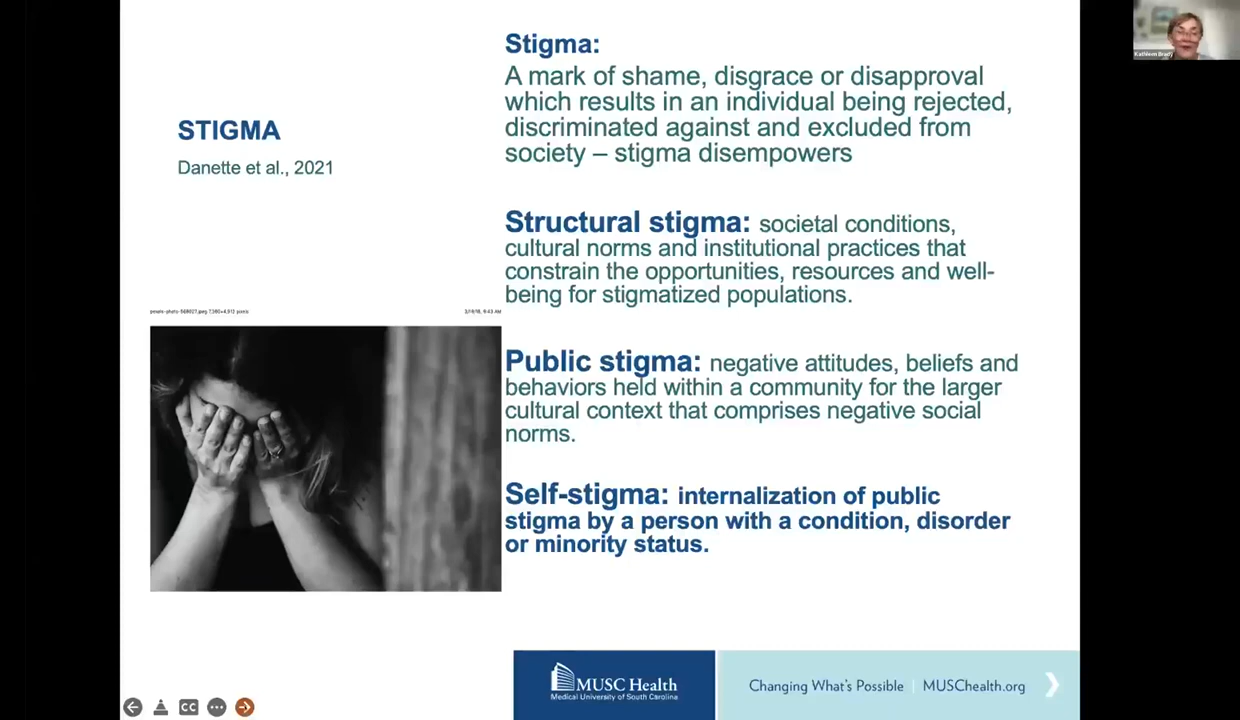 Kathleen Brady
STIGMA
Danette et al., 2021
Stigma:
A mark of shame, disgrace or disapproval
which results in an individual being rejected,
discriminated against and excluded from
society – stigma disempowers
Structural stigma: societal conditions,
cultural norms and institutional practices that
constrain the opportunities, resources and well-
being for stigmatized populations.
Public stigma: negative attitudes, beliefs and
behaviors held within a community for the larger
cultural context that comprises negative social
norms.
Self-stigma: internalization of public
stigma by a person with a condition, disorder
or minority status.
MUSC Health
Medical University of South Carolina
Changing What's Possible | MUSChealth.org
CC